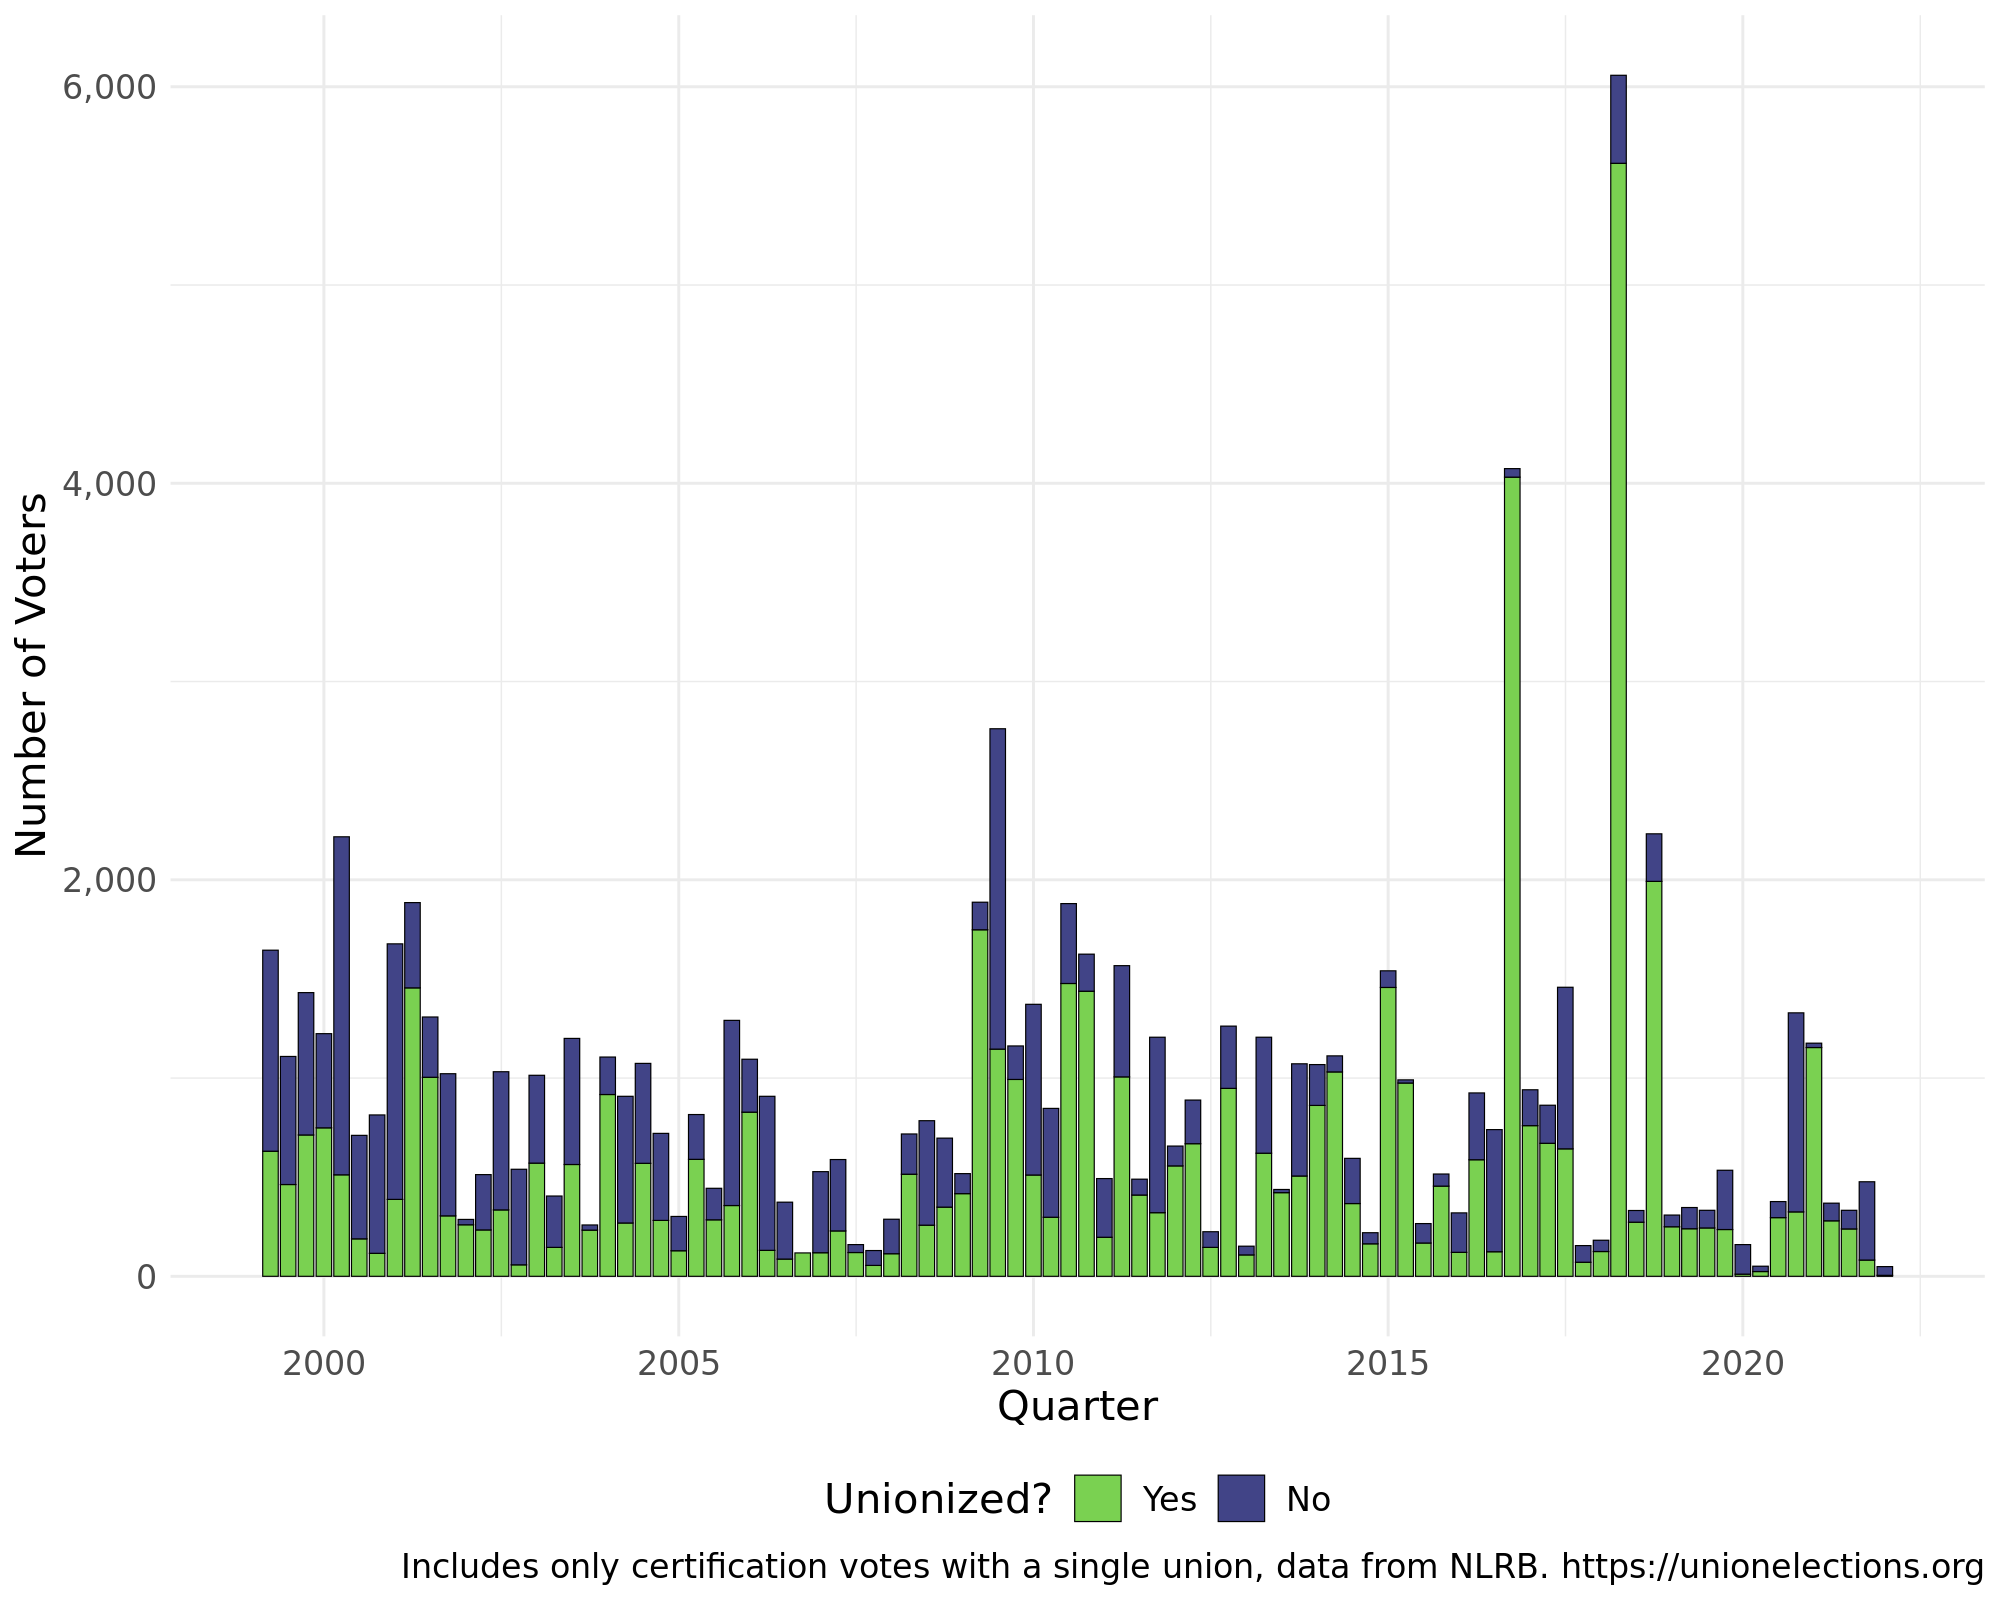 6,000
4,000
2,000
0
Number of Voters
2000 2005 2010 2015 2020
Quarter
Unionized? Yes No
Includes only certification votes with a single union, data from NLRB. https://unionelections.org